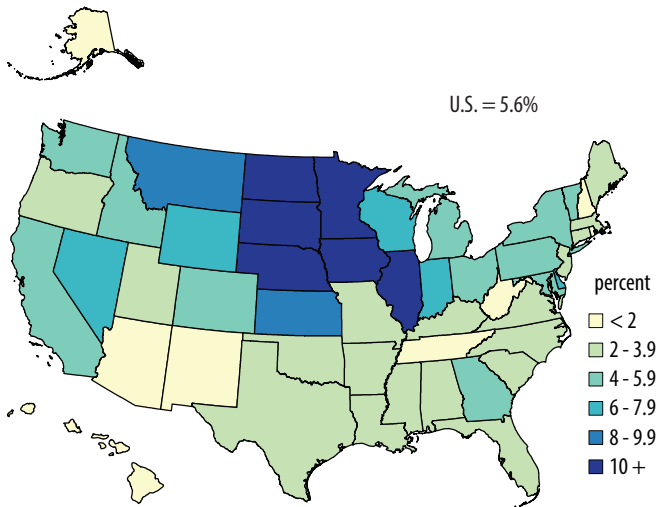 U.S. = 5.6%
percent
< 2
2 - 3.9
4 - 5.9
6 - 7.9
8 - 9.9
10 +